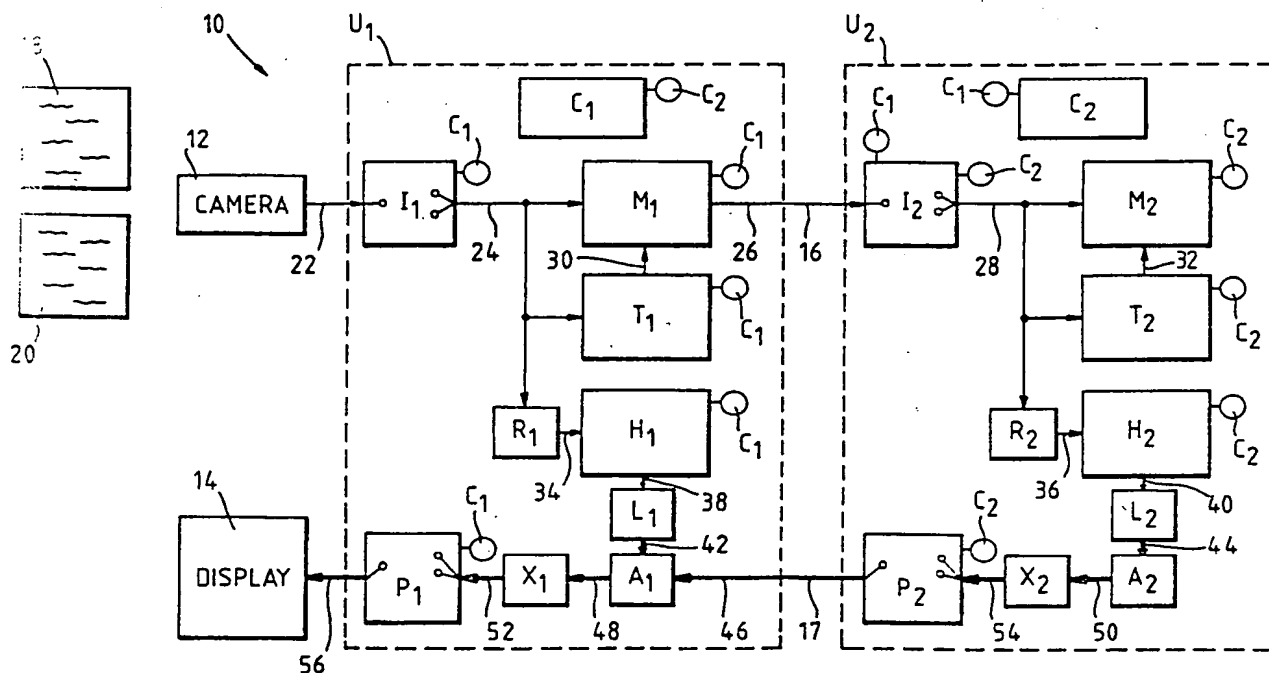 10
U₁
U₂
18
C₁
C₂
C₁
C₂
12
C₁
C₁
C₁
C₂
C₂
CAMERA
I₁
M₁
I₂
M₂
22
24
26
16
28
30
32
T₁
T₂
20
C₁
C₂
R₁
H₁
R₂
H₂
C₁
C₂
34
38
36
40
14
C₁
L₁
C₂
L₂
42
44
DISPLAY
P₁
X₁
A₁
P₂
X₂
A₂
56
52
48
46
17
54
50